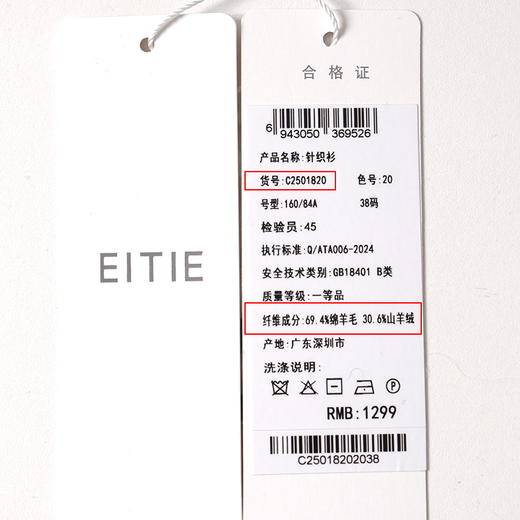 EITIE
合格证
6 943050 369526
产品名称:针织衫
货号:C2501820 色号:20
号型:160/84A 38码
检验员:45
执行标准:Q/ATA006-2024
安全技术类别:GB18401 B类
质量等级:一等品
纤维成分:69.4%绵羊毛 30.6%山羊绒
产地:广东深圳市
洗涤说明:
P
RMB:1299
C25018202038